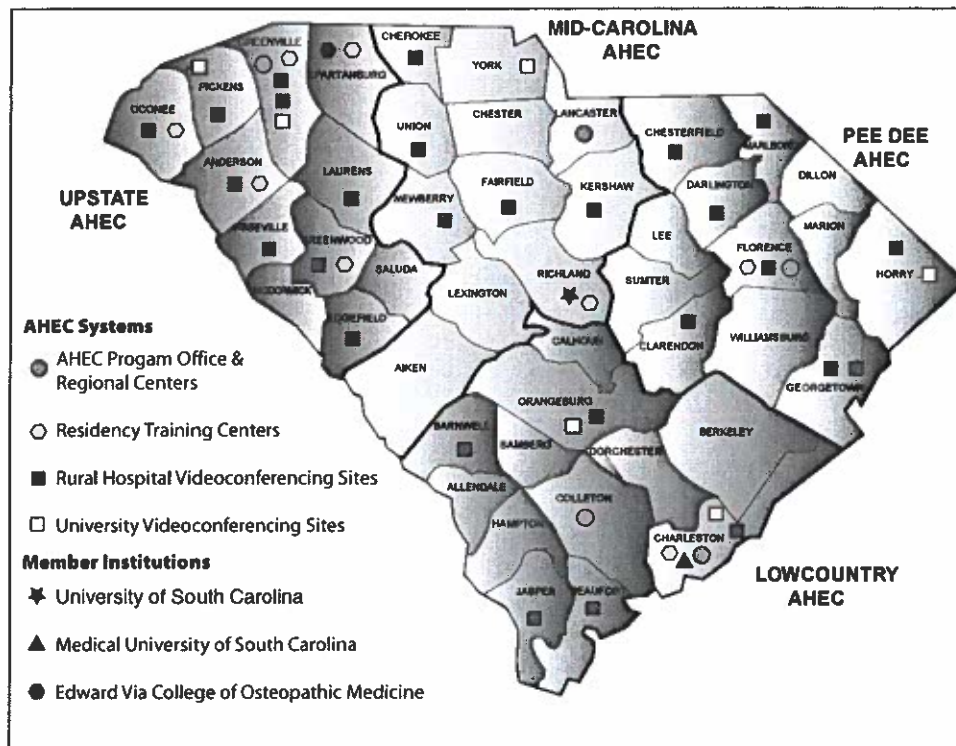 MID-CAROLINA
AHEC
GREENVILLE
CHEROKEE
SPARTANBURG
YORK
PICKENS
OCONEE
UNION
CHESTER
LANCASTER
CHESTERFIELD
PEE DEE
AHEC
ANDERSON
LAURENS
DARLINGTON
DILLON
UPSTATE
AHEC
NEWBERRY
FAIRFIELD
KERSHAW
MARION
GREENWOOD
LEE
FLORENCE
SALUDA
RICHLAND
HORRY
LEXINGTON
SUMTER
EDGEFIELD
AHEC Systems
AHEC Progam Office &
Regional Centers
CALHOUN
CLARENDON
WILLIAMSBURG
AIKEN
GEORGETOWN
Residency Training Centers
ORANGEBURG
BARNWELL
BAMBERG
BERKELEY
DORCHESTER
Rural Hospital Videoconferencing Sites
ALLENDALE
COLLETON
University Videoconferencing Sites
HAMPTON
CHARLESTON
Member Institutions
LOWCOUNTRY
AHEC
University of South Carolina
JASPER
BEAUFORT
Medical University of South Carolina
Edward Via College of Osteopathic Medicine